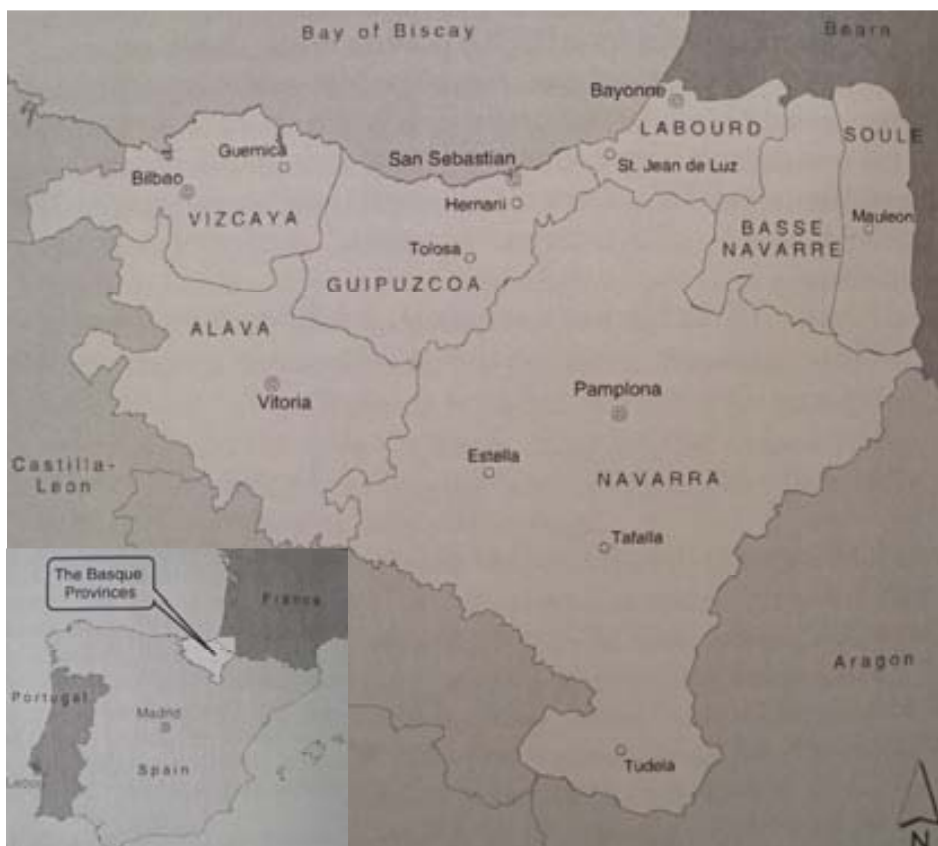 Bay of Biscay
Bearn
Bayonne
LABOURD
SOULE
Guernica
San Sebastian
St. Jean de Luz
Bilbao
Hernani
VIZCAYA
Mauleon
BASSE
NAVARRE
Tolosa
GUIPUZCOA
ALAVA
Pamplona
Vitoria
Estella
Castilla-
Leon
NAVARRA
Tafalla
The Basque
Provinces
France
Aragon
Portugal
Madrid
Spain
Tudela
N